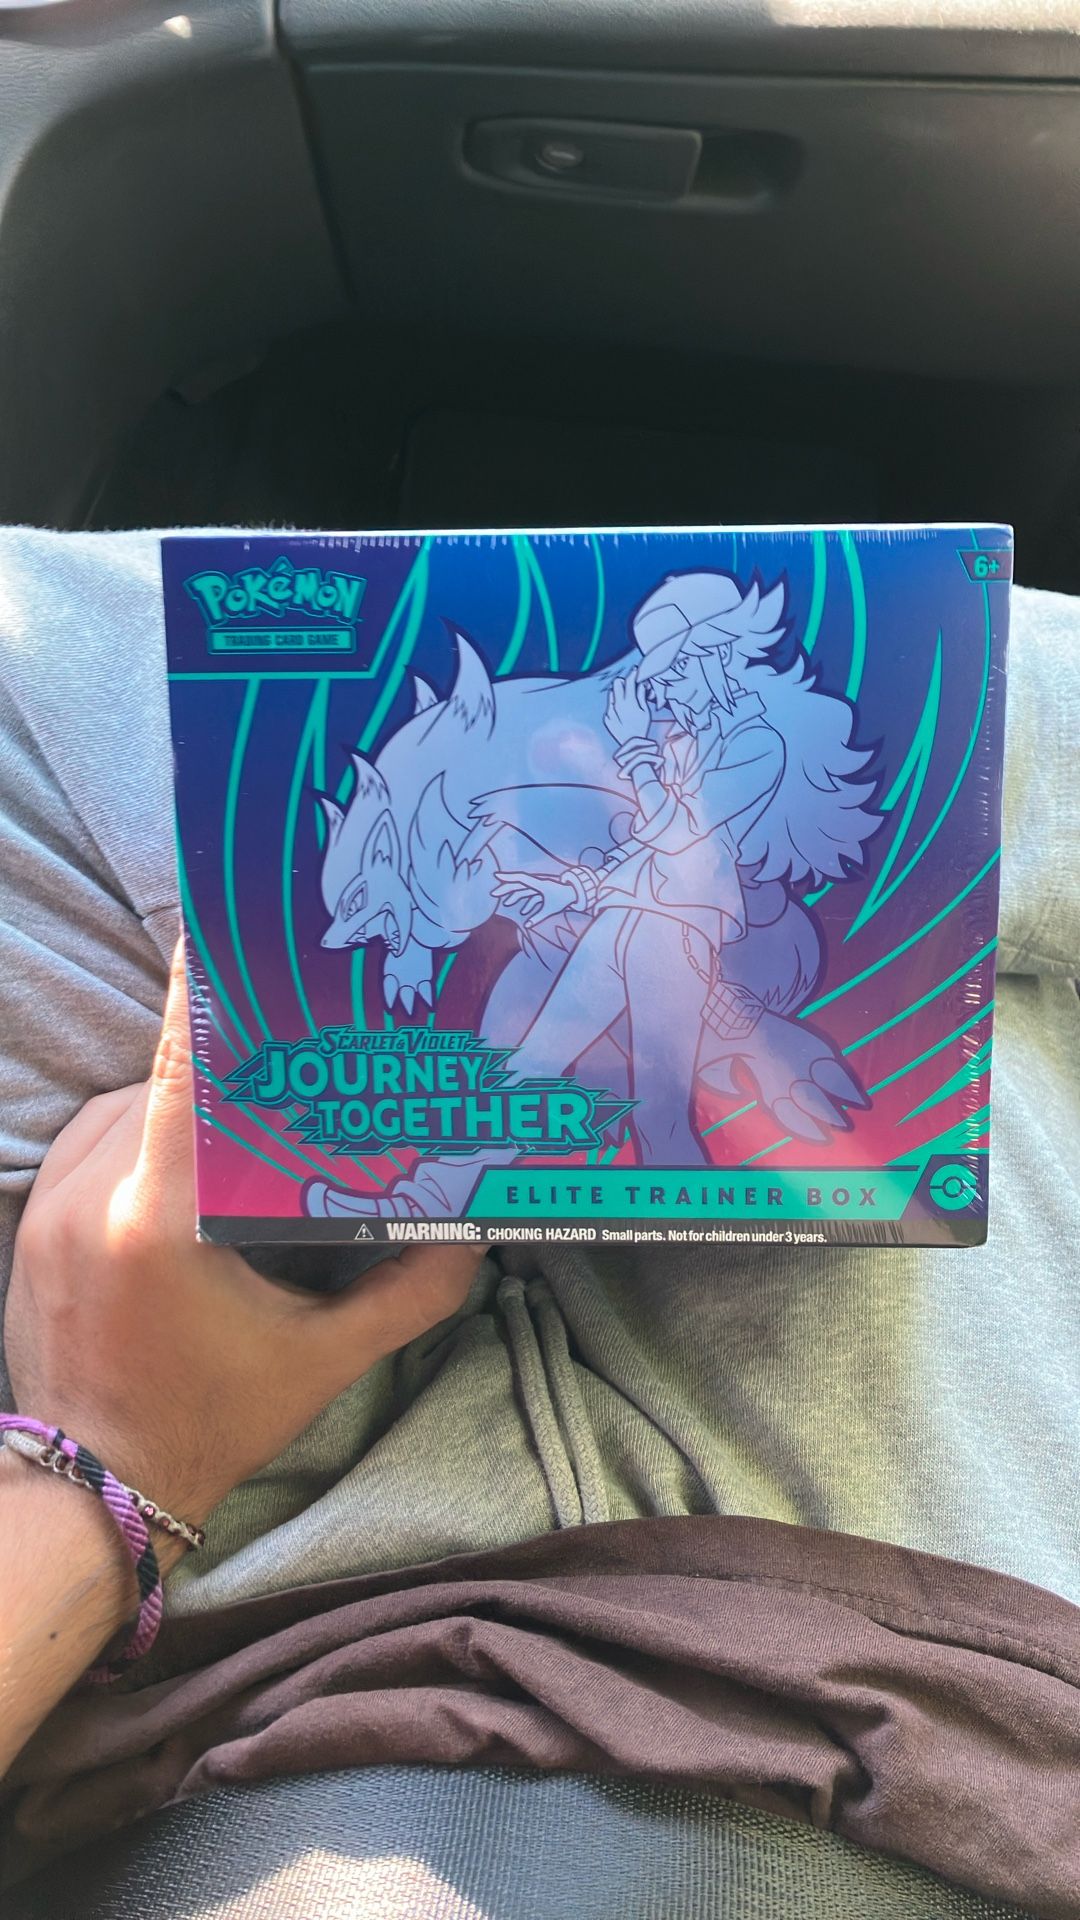 POKéMON
TRADING CARD GAME
6+
SCARLET & VIOLET
JOURNEY
TOGETHER
ELITE TRAINER BOX
WARNING: CHOKING HAZARD Small parts. Not for children under 3 years.